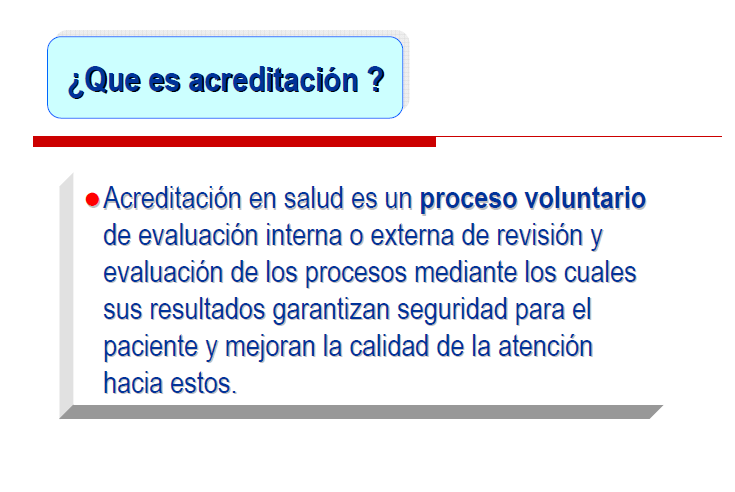 ¿Que es acreditación ?
●Acreditación en salud es un proceso voluntario
de evaluación interna o externa de revisión y
evaluación de los procesos mediante los cuales
sus resultados garantizan seguridad para el
paciente y mejoran la calidad de la atención
hacia estos.